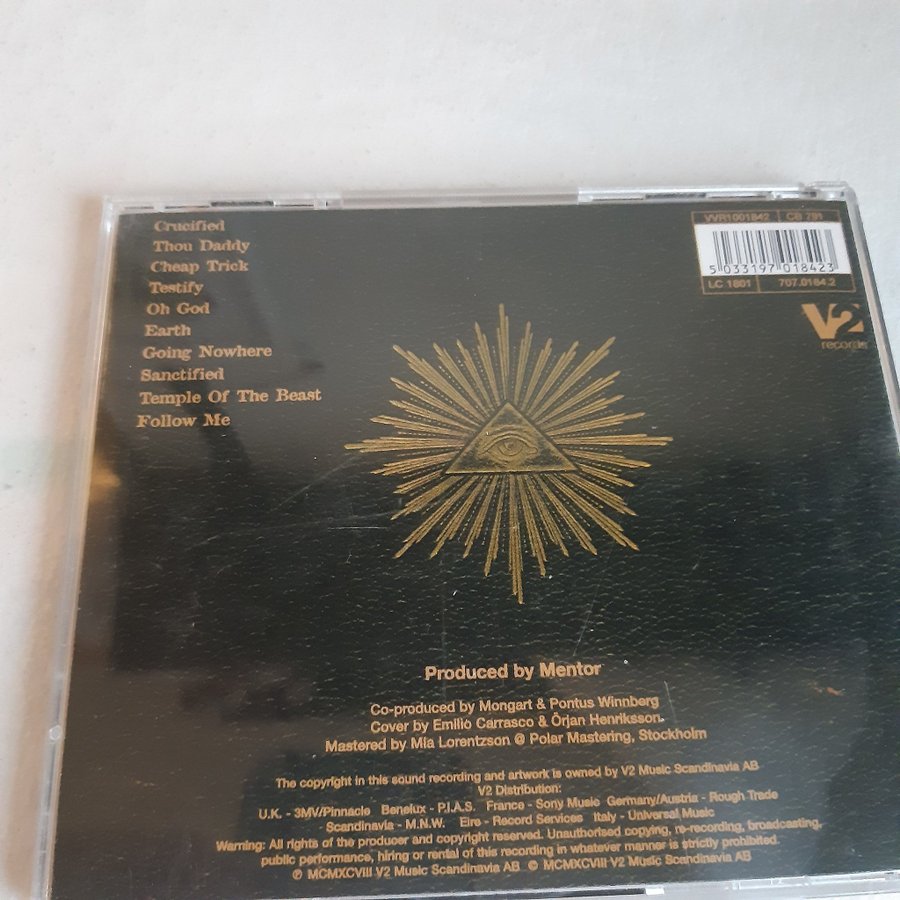 Crucified
Thou Daddy
Cheap Trick
Testify
Oh God
Earth
Going Nowhere
Sanctified
Temple Of The Beast
Follow Me
VVR1001842 CB 791
5 033197 018423
LC 1801 707.0184.2
V2
records
Produced by Mentor
Co-produced by Mongart & Pontus Winnberg
Cover by Emilio Carrasco & Örjan Henriksson
Mastered by Mia Lorentzson @ Polar Mastering, Stockholm
The copyright in this sound recording and artwork is owned by V2 Music Scandinavia AB
V2 Distribution:
U.K. - 3MV/Pinnacle Benelux - P.I.A.S. France - Sony Music Germany/Austria - Rough Trade
Scandinavia - M.N.W. Eire - Record Services Italy - Universal Music
Warning: All rights of the producer and copyright reserved. Unauthorised copying, re-recording, broadcasting,
public performance, hiring or rental of this recording in whatever manner is strictly prohibited.
℗ MCMXCVIII V2 Music Scandinavia AB © MCMXCVIII V2 Music Scandinavia AB